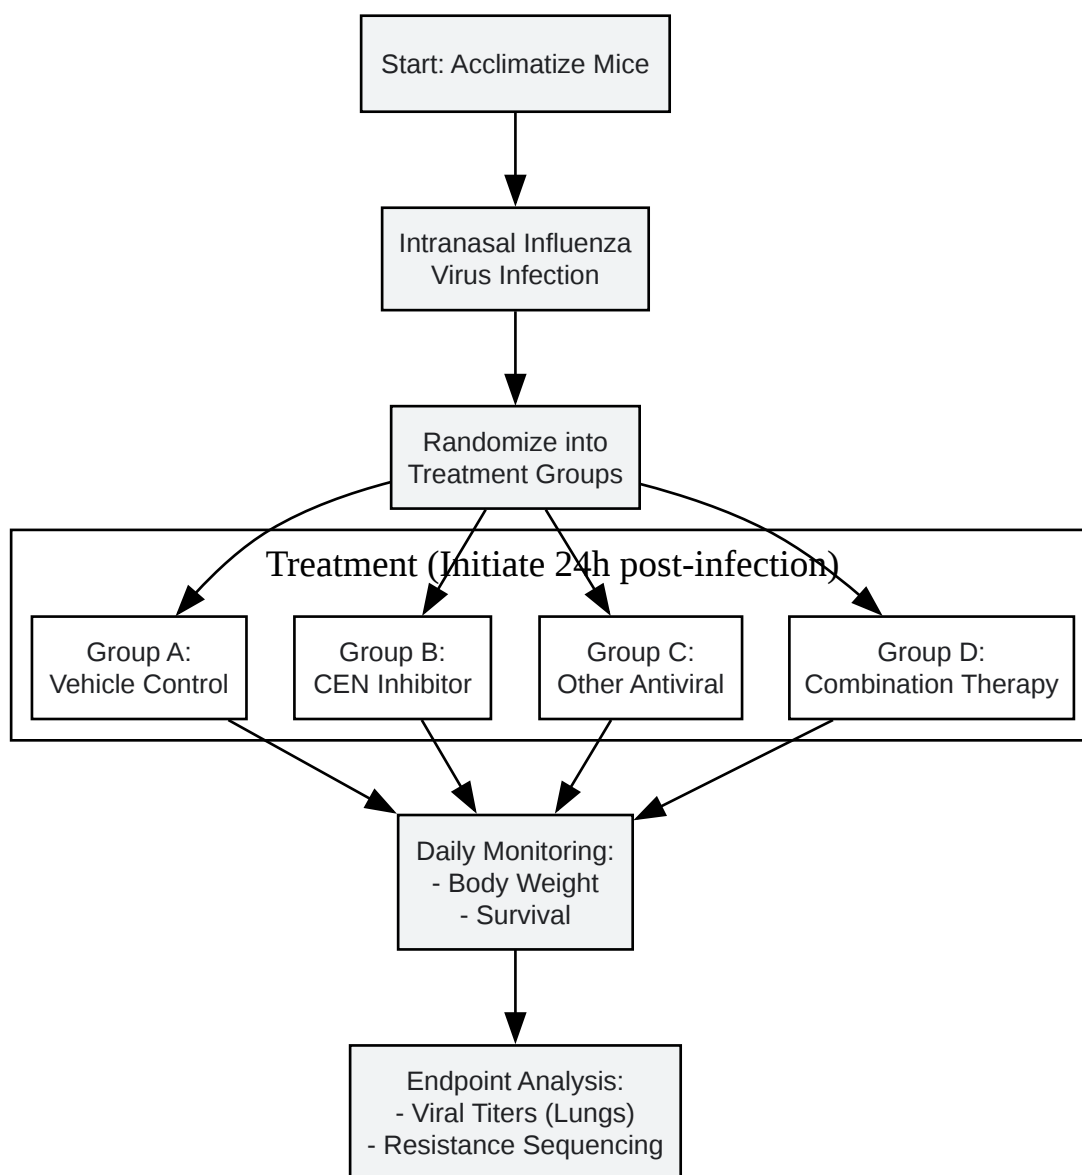 Start: Acclimatize Mice
Intranasal Influenza
Virus Infection
Randomize into
Treatment Groups
Treatment (Initiate 24h post-infection)
Group A:
Vehicle Control
Group B:
CEN Inhibitor
Group C:
Other Antiviral
Group D:
Combination Therapy
Daily Monitoring:
- Body Weight
- Survival
Endpoint Analysis:
- Viral Titers (Lungs)
- Resistance Sequencing